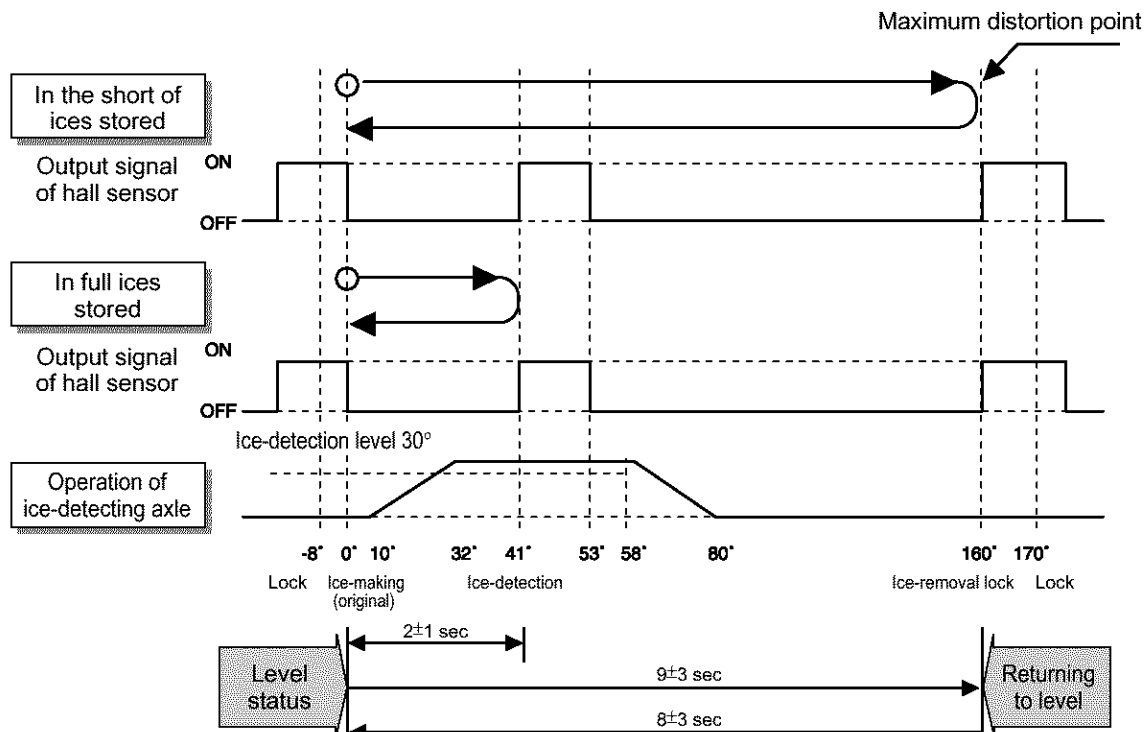 Maximum distortion point
In the short of
ices stored
Output signal
of hall sensor
ON
OFF
In full ices
stored
Output signal
of hall sensor
ON
OFF
Ice-detection level 30°
Operation of
ice-detecting axle
-8° 0° 10° 32° 41° 53° 58° 80° 160° 170°
Lock Ice-making Ice-detection Ice-removal lock Lock
(original)
2±1 sec
Level
status
9±3 sec
Returning
to level
8±3 sec